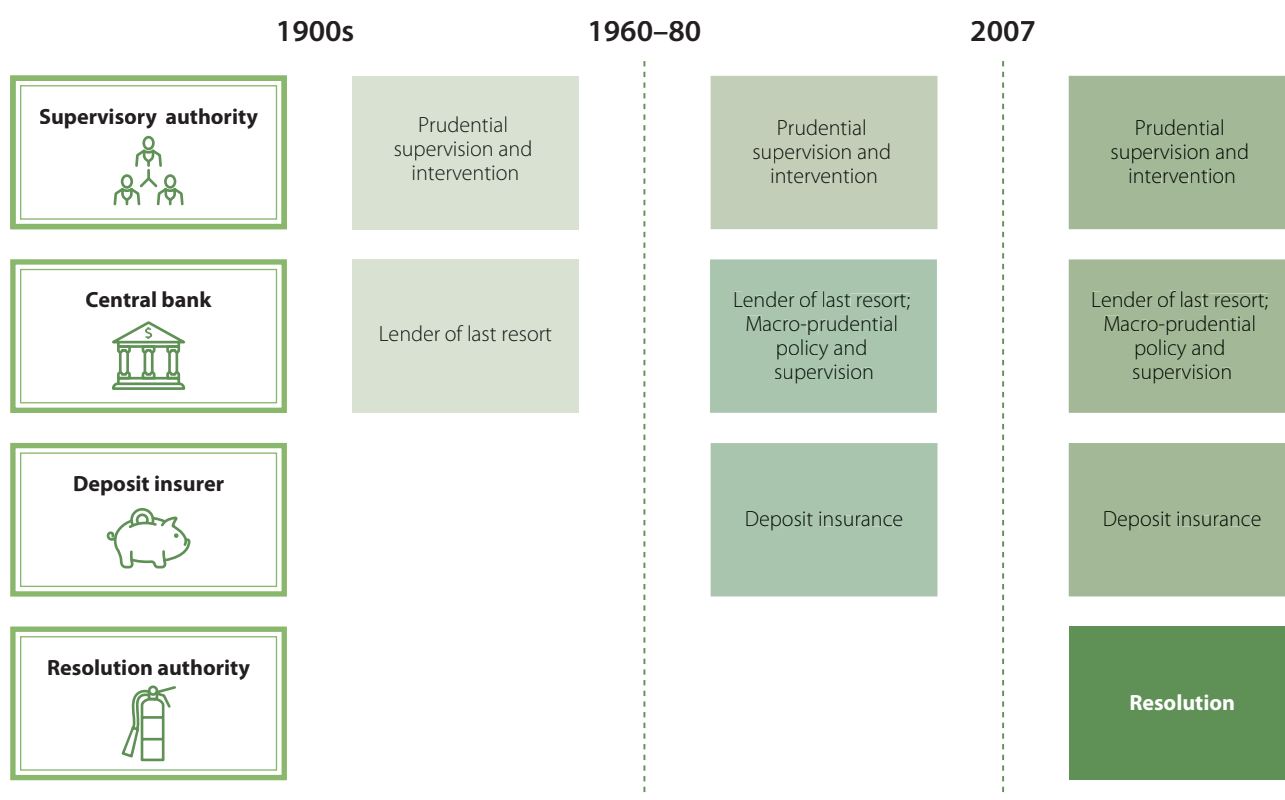 1900s
1960–80
2007
Supervisory authority
Prudential
supervision and
intervention
Prudential
supervision and
intervention
Prudential
supervision and
intervention
Central bank
$
Lender of last resort
Lender of last resort;
Macro-prudential
policy and
supervision
Lender of last resort;
Macro-prudential
policy and
supervision
Deposit insurer
Deposit insurance
Deposit insurance
Resolution authority
Resolution